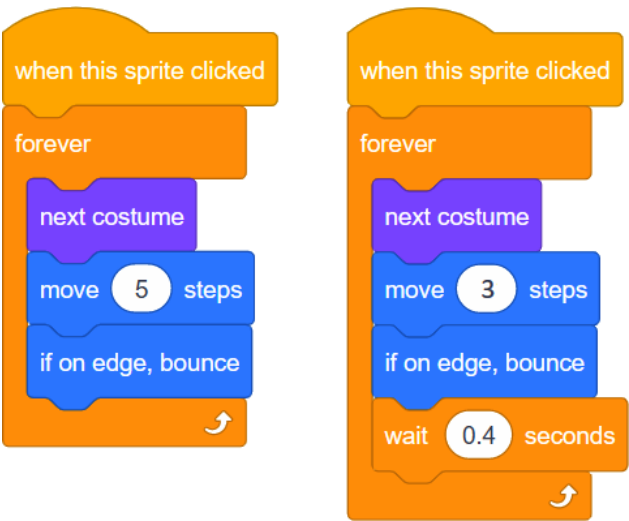 when this sprite clicked
forever
next costume
move 5 steps
if on edge, bounce
when this sprite clicked
forever
next costume
move 3 steps
if on edge, bounce
wait 0.4 seconds